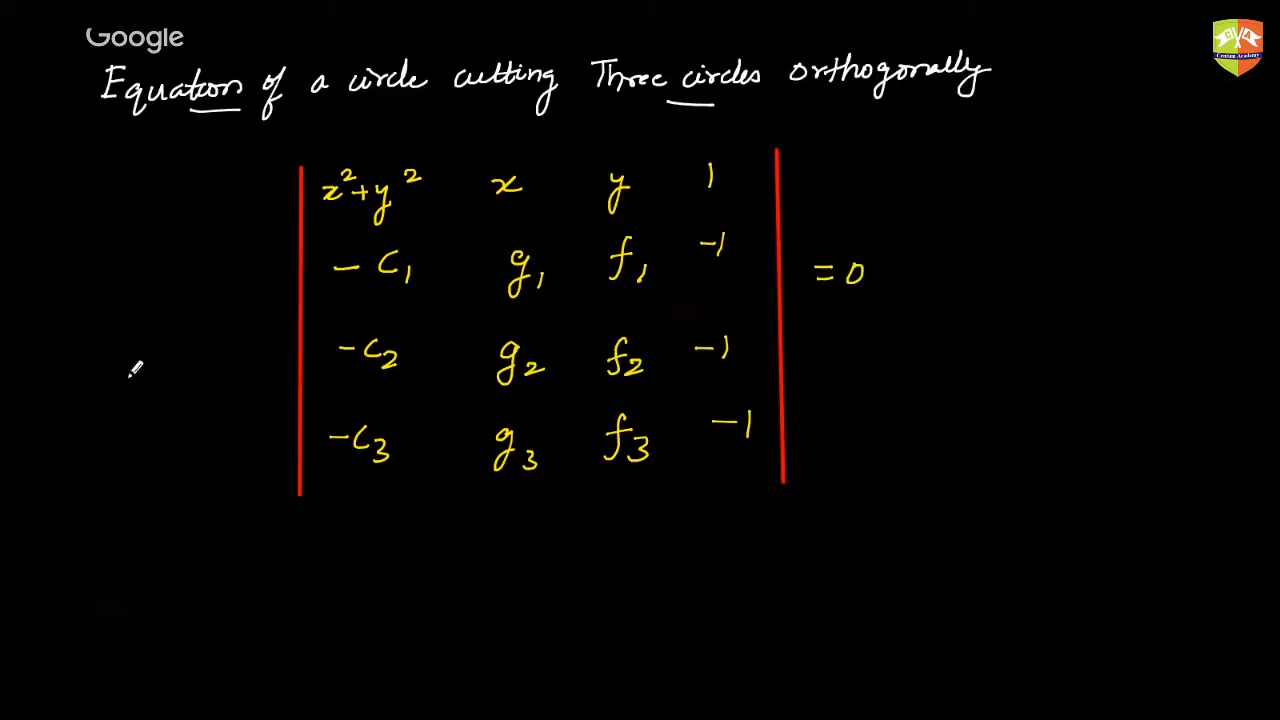 Google
Equation of a circle cutting Three circles orthogonally
x²+y² x y 1
-c₁ g₁ f₁ -1
= 0
-c₂ g₂ f₂ -1
-c₃ g₃ f₃ -1